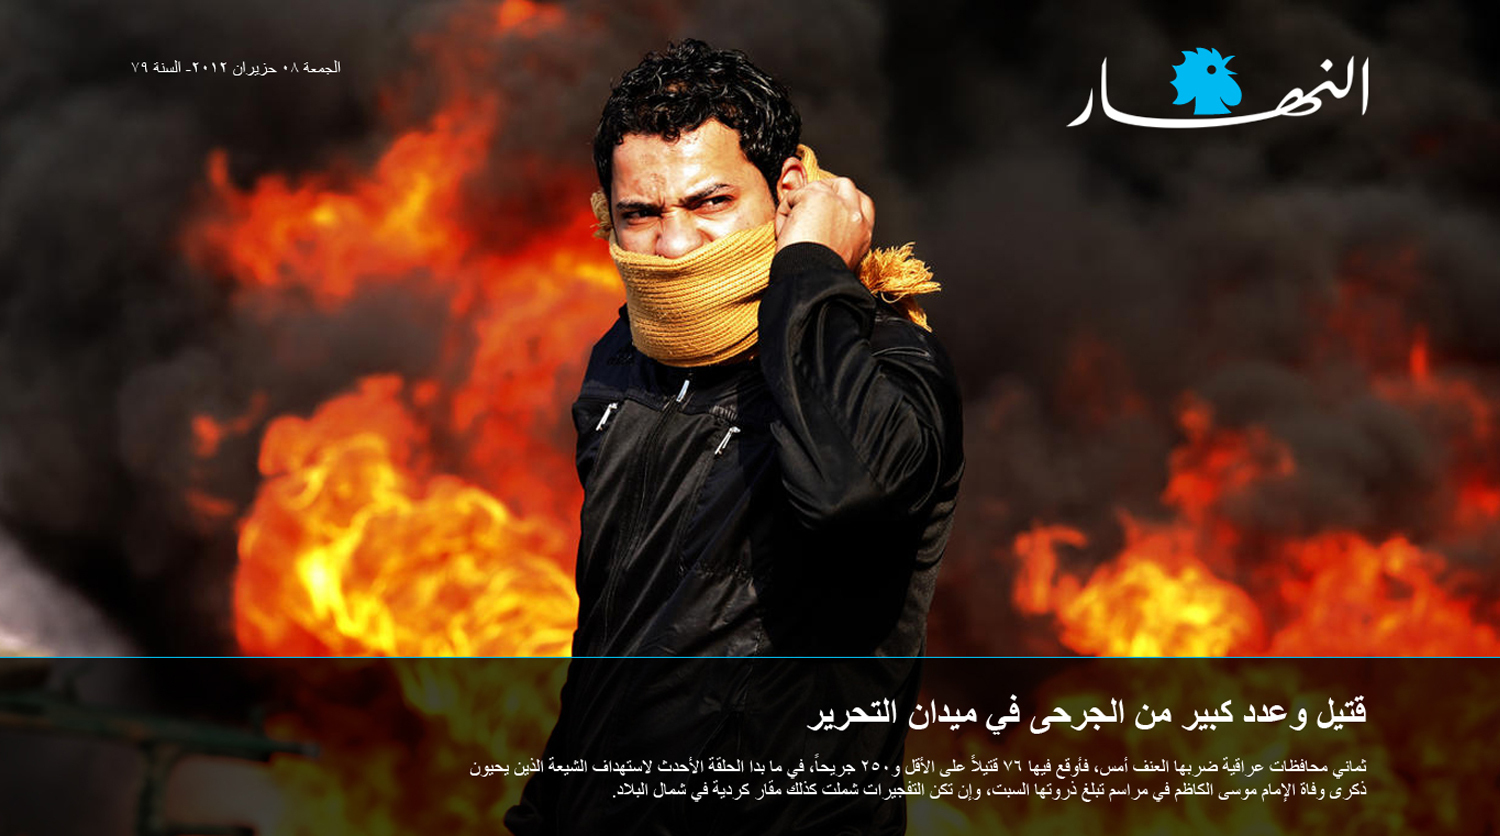 النهار
الجمعة ٠٨ حزيران ٢٠١٢- السنة ٧٩
قتيل وعدد كبير من الجرحى في ميدان التحرير
ثماني محافظات عراقية ضربها العنف أمس، فأوقع فيها ٧٦ قتيلاً على الأقل و٢٥٠ جريحاً، في ما بدا الحلقة الأحدث لاستهداف الشيعة الذين يحيون
ذكرى وفاة الإمام موسى الكاظم في مراسم تبلغ ذروتها السبت، وإن تكن التفجيرات شملت كذلك مقار كردية في شمال البلاد.